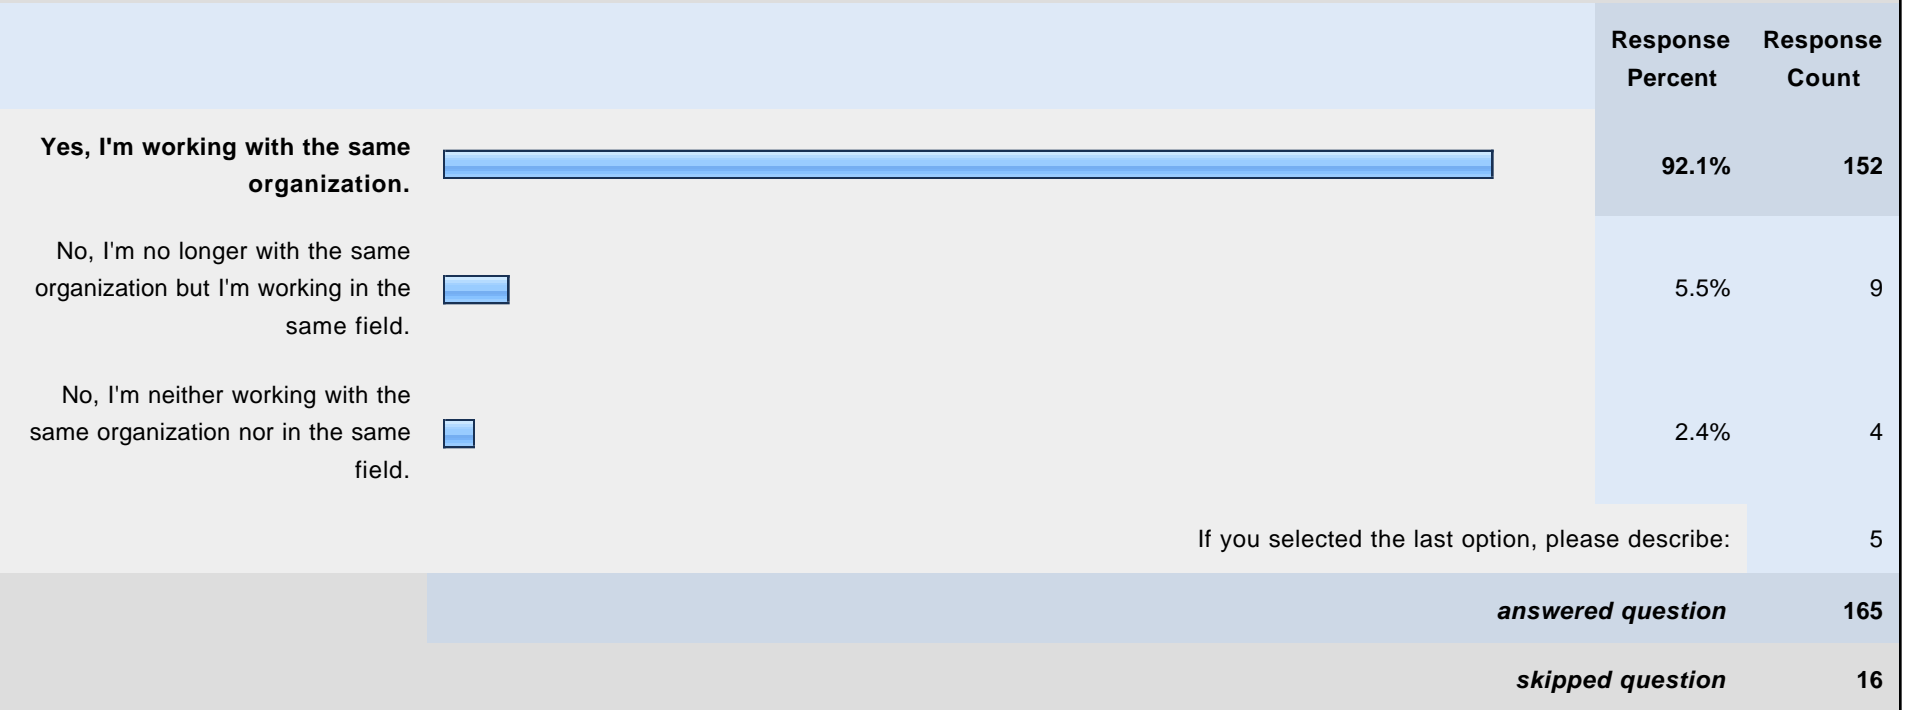 Response Response
Percent Count
Yes, I'm working with the same
organization.
92.1% 152
No, I'm no longer with the same
organization but I'm working in the
same field.
5.5% 9
No, I'm neither working with the
same organization nor in the same
field.
2.4% 4
If you selected the last option, please describe: 5
answered question 165
skipped question 16